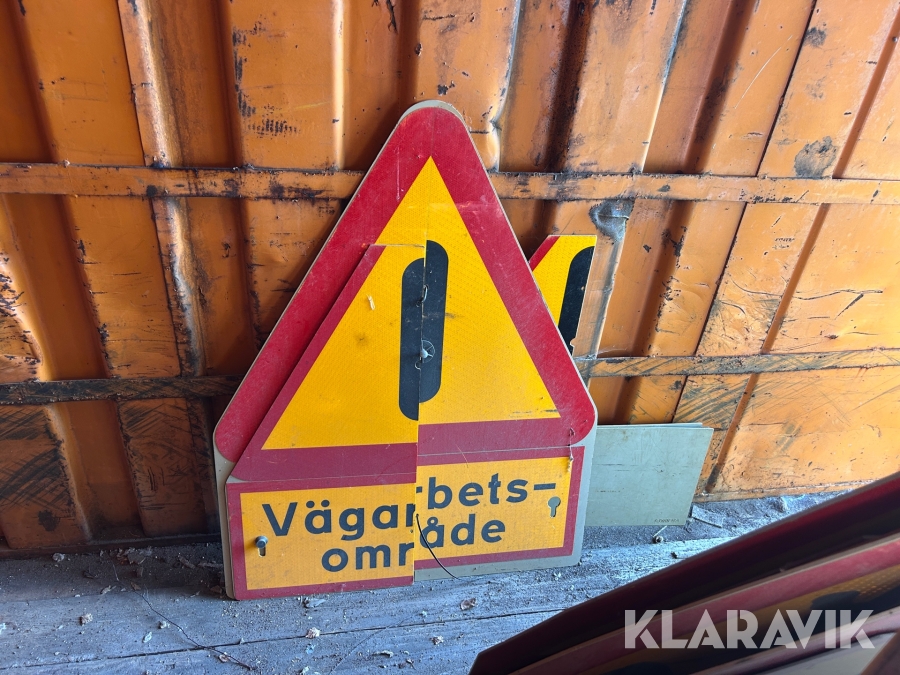 Vägarbets-
område
KLARAVIK